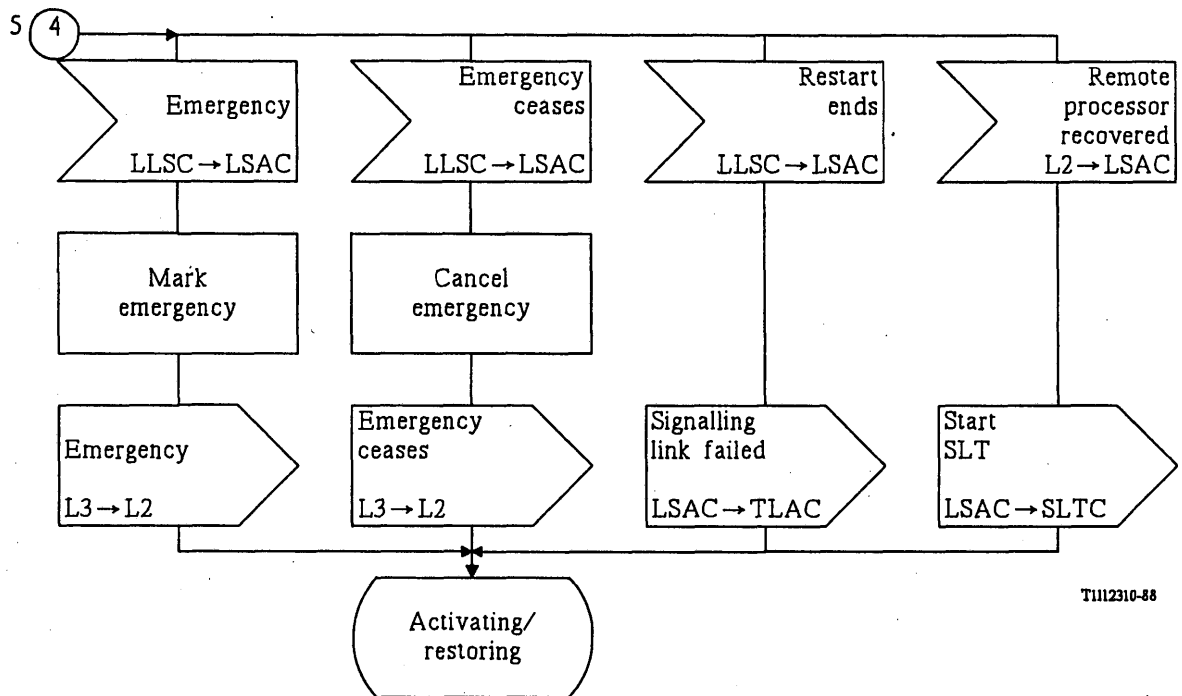 5 4
Emergency
LLSC→LSAC
Emergency
ceases
LLSC→LSAC
Restart
ends
LLSC→LSAC
Remote
processor
recovered
L2→LSAC
Mark
emergency
Cancel
emergency
Emergency
L3→L2
Emergency
ceases
L3→L2
Signalling
link failed
LSAC→TLAC
Start
SLT
LSAC→SLTC
T1112310-88
Activating/
restoring